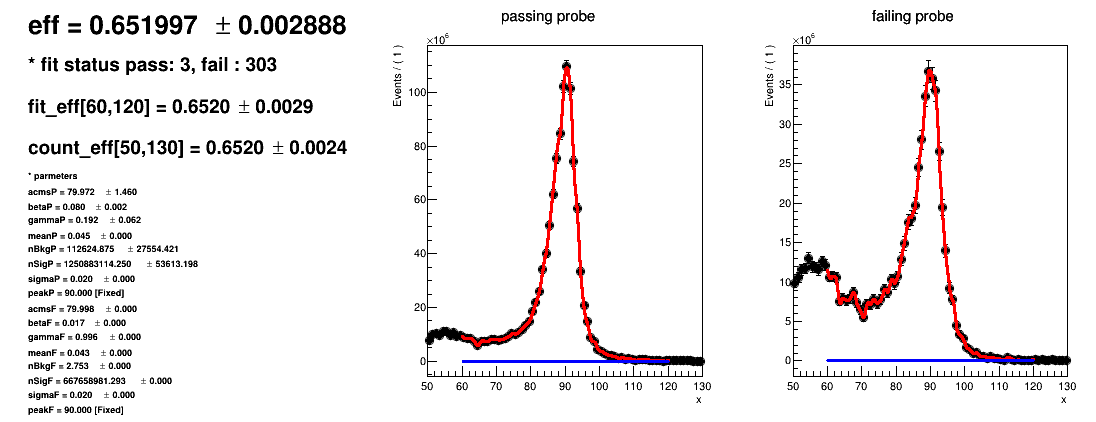 eff = 0.651997 ± 0.002888
* fit status pass: 3, fail : 303
fit_eff[60,120] = 0.6520 ± 0.0029
count_eff[50,130] = 0.6520 ± 0.0024
* parmeters
acmsP = 79.972 ± 1.460
betaP = 0.080 ± 0.002
gammaP = 0.192 ± 0.062
meanP = 0.045 ± 0.000
nBkgP = 112624.875 ± 27554.421
nSigP = 1250883114.250 ± 53613.198
sigmaP = 0.020 ± 0.000
peakP = 90.000 [Fixed]
acmsF = 79.998 ± 0.000
betaF = 0.017 ± 0.000
gammaF = 0.996 ± 0.000
meanF = 0.043 ± 0.000
nBkgF = 2.753 ± 0.000
nSigF = 667658981.293 ± 0.000
sigmaF = 0.020 ± 0.000
peakF = 90.000 [Fixed]
passing probe
×10⁶
Events / ( 1 )
100
80
60
40
20
0
50 60 70 80 90 100 110 120 130
x
failing probe
×10⁶
Events / ( 1 )
35
30
25
20
15
10
5
0
50 60 70 80 90 100 110 120 130
x